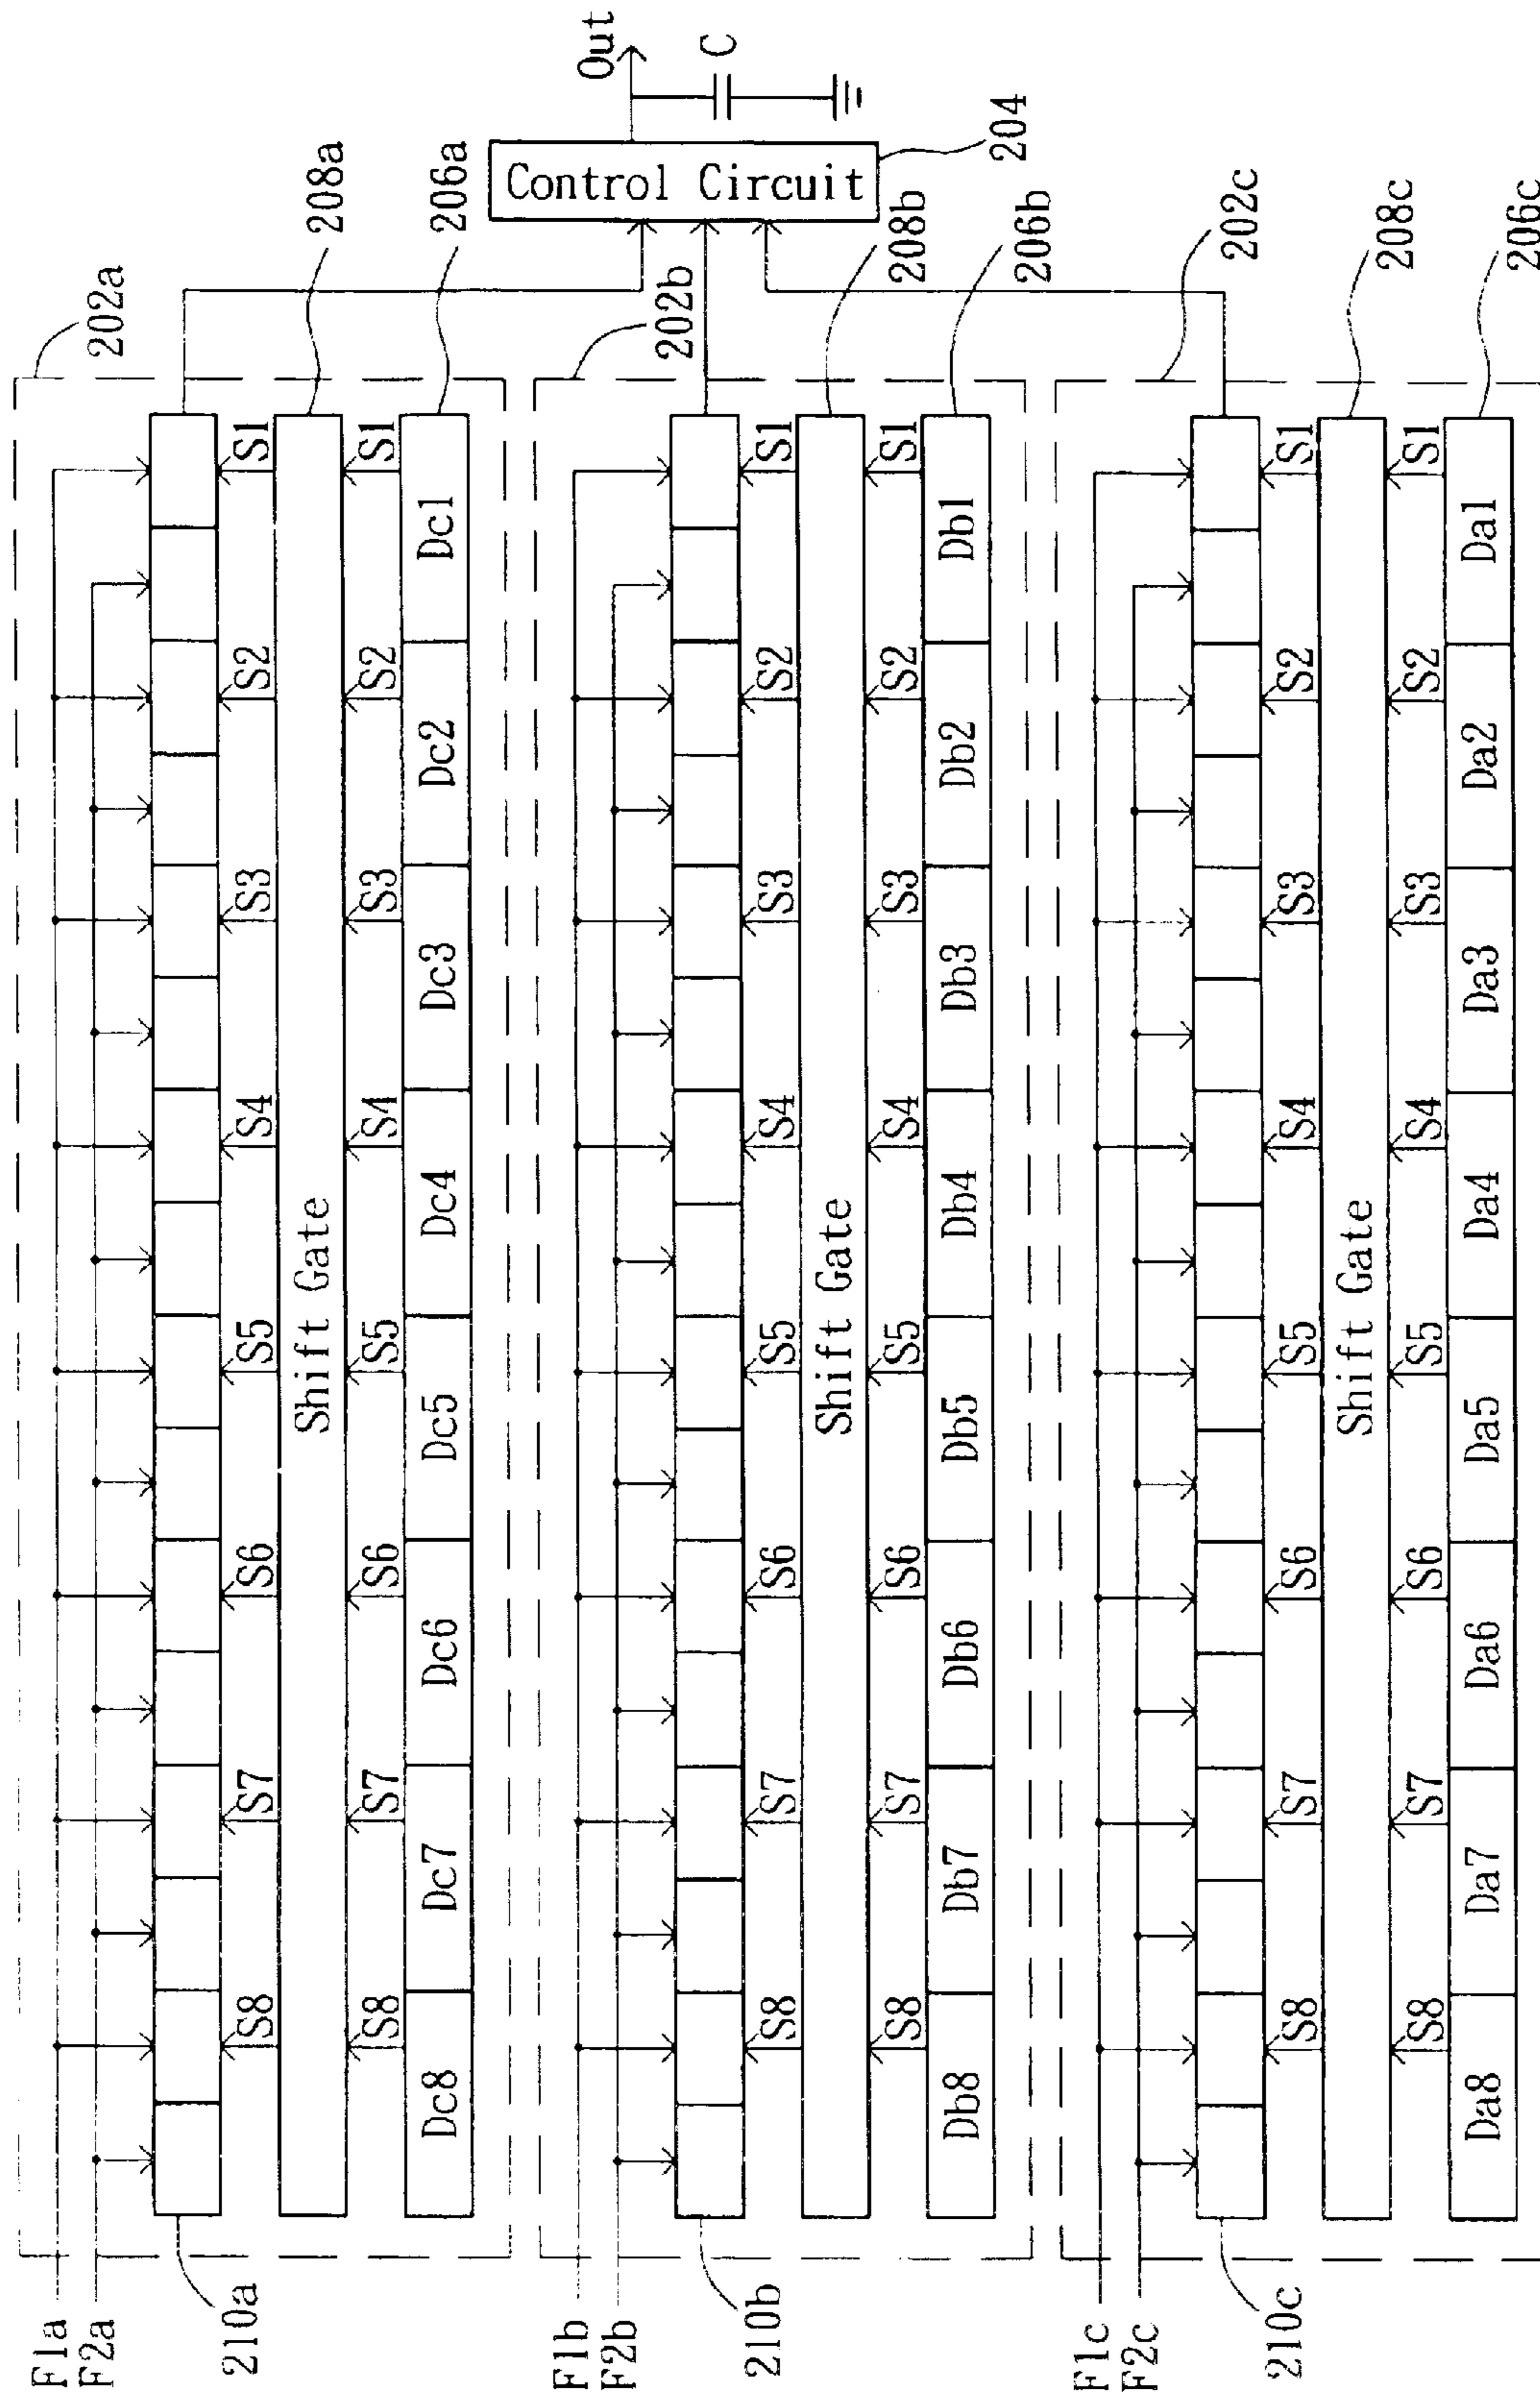 F1a
F2a
210a
202a
S8
S7
S6
S5
S4
S3
S2
S1
Shift Gate
208a
S8
S7
S6
S5
S4
S3
S2
S1
Dc8
Dc7
Dc6
Dc5
Dc4
Dc3
Dc2
Dc1
206a
Out
C
Control Circuit
204
F1b
F2b
210b
202b
S8
S7
S6
S5
S4
S3
S2
S1
Shift Gate
208b
S8
S7
S6
S5
S4
S3
S2
S1
Db8
Db7
Db6
Db5
Db4
Db3
Db2
Db1
206b
F1c
F2c
210c
202c
S8
S7
S6
S5
S4
S3
S2
S1
Shift Gate
208c
S8
S7
S6
S5
S4
S3
S2
S1
Da8
Da7
Da6
Da5
Da4
Da3
Da2
Da1
206c